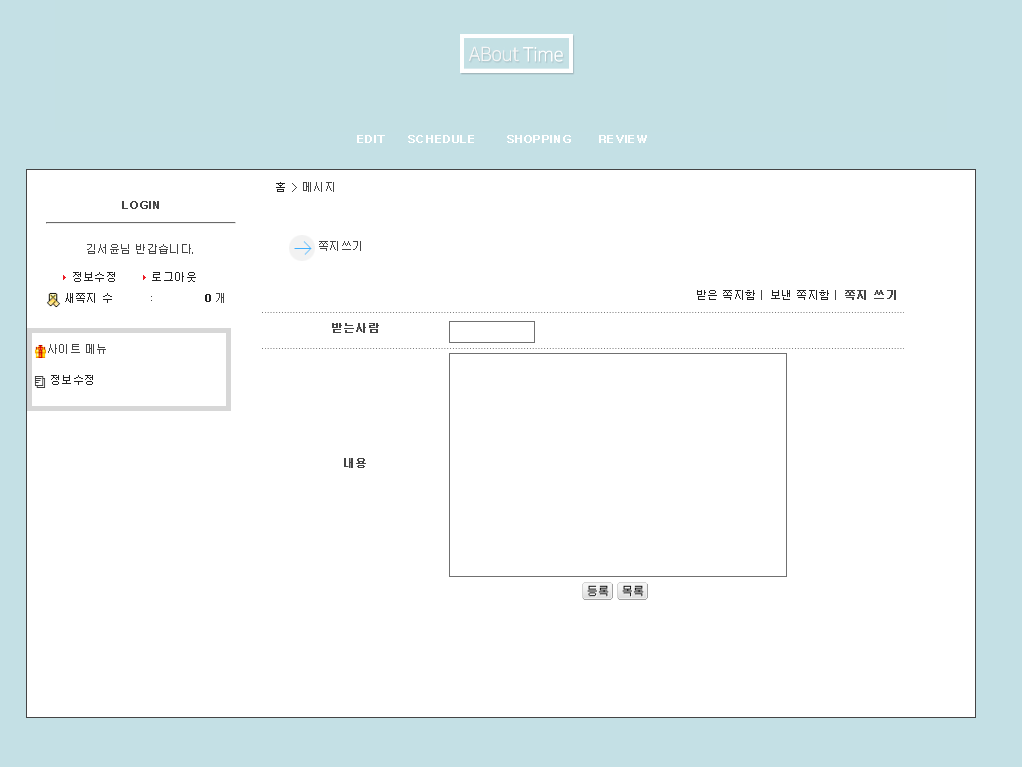 ABout Time
EDIT SCHEDULE SHOPPING REVIEW
홈 > 메시지
LOGIN
김서윤님 반갑습니다.
정보수정 로그아웃
새쪽지 수 : 0 개
사이트 메뉴
정보수정
쪽지쓰기
받은 쪽지함 | 보낸 쪽지함 | 쪽지 쓰기
받는사람
내용
등록 목록